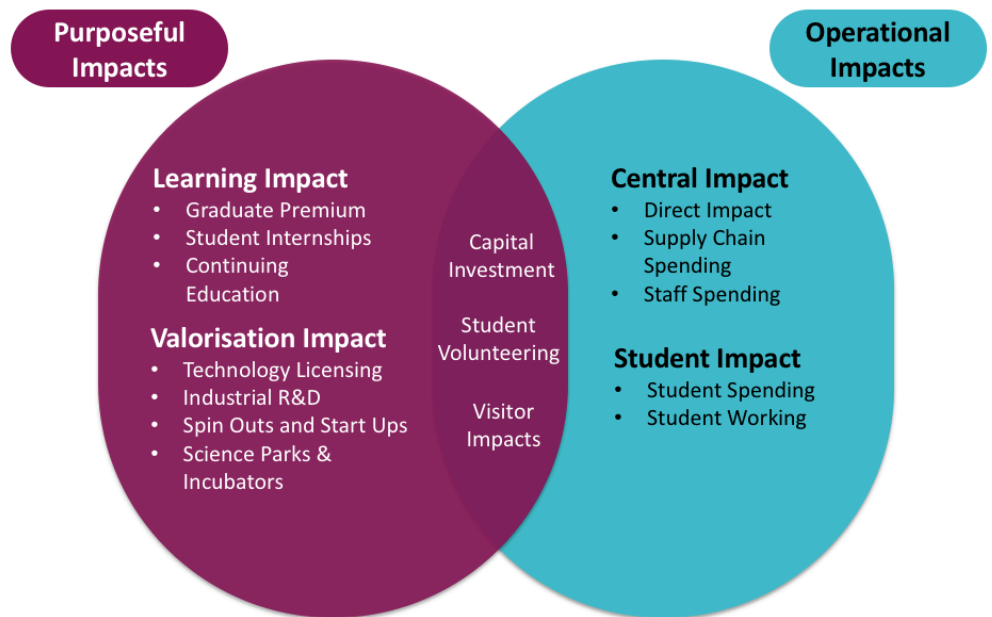 Purposeful
Impacts
Operational
Impacts
Learning Impact
• Graduate Premium
• Student Internships
• Continuing
Education
Valorisation Impact
• Technology Licensing
• Industrial R&D
• Spin Outs and Start Ups
• Science Parks &
Incubators
Capital
Investment
Student
Volunteering
Visitor
Impacts
Central Impact
• Direct Impact
• Supply Chain
Spending
• Staff Spending
Student Impact
• Student Spending
• Student Working